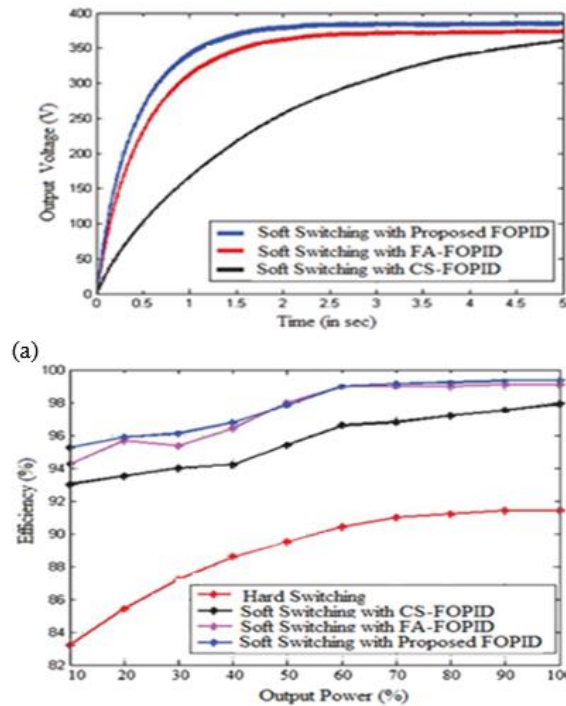 400
350
300
250
200
150
100
50
0
Output Voltage (V)
Soft Switching with Proposed FOPID
Soft Switching with FA-FOPID
Soft Switching with CS-FOPID
0 0.5 1 1.5 2 2.5 3 3.5 4 4.5 5
Time (in sec)
(a)
100
98
96
94
92
90
88
86
84
82
Efficiency (%)
Hard Switching
Soft Switching with CS-FOPID
Soft Switching with FA-FOPID
Soft Switching with Proposed FOPID
10 20 30 40 50 60 70 80 90 100
Output Power (%)